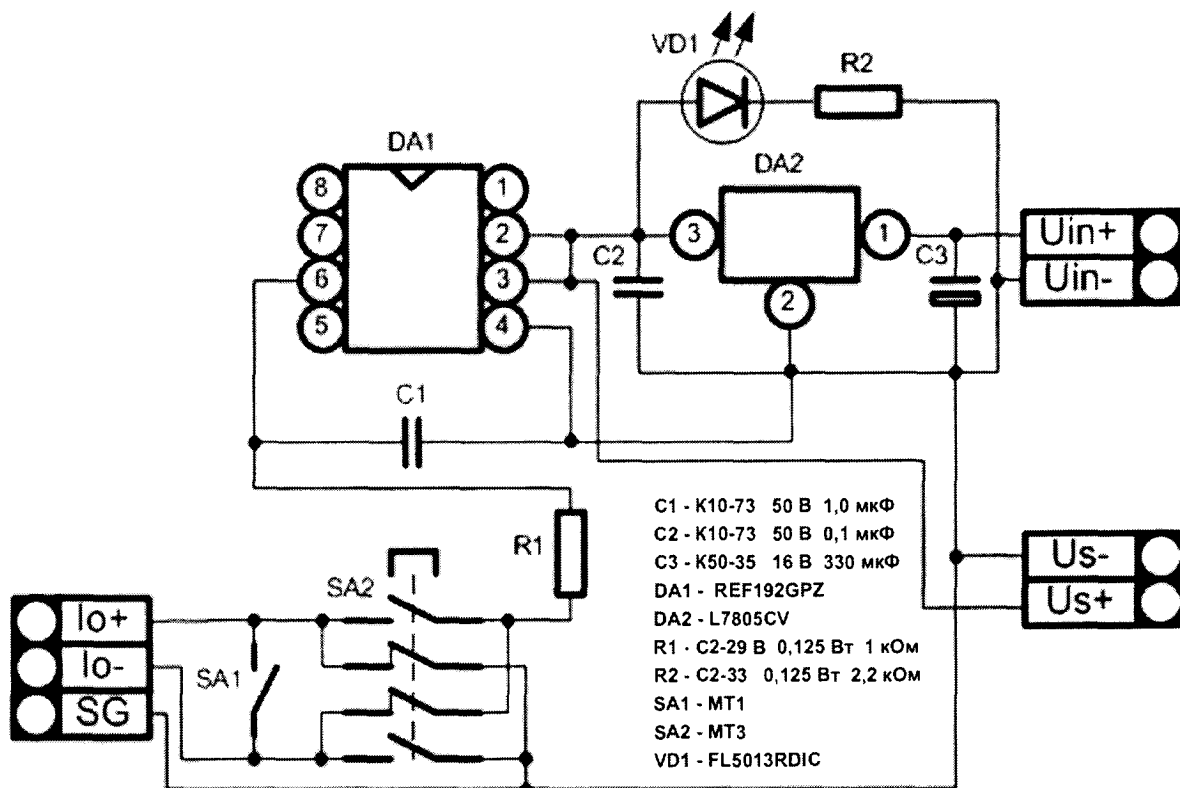 VD1
R2
DA1
DA2
8
1
7
2
6
3
5
4
C2
3
1
2
C3
Uin+
Uin-
C1
R1
SA2
SA1
Io+
Io-
SG
Us-
Us+
C1 - К10-73 50 В 1,0 мкФ
C2 - К10-73 50 В 0,1 мкФ
C3 - К50-35 16 В 330 мкФ
DA1 - REF192GPZ
DA2 - L7805CV
R1 - С2-29 В 0,125 Вт 1 кОм
R2 - С2-33 0,125 Вт 2,2 кОм
SA1 - МТ1
SA2 - МТ3
VD1 - FL5013RDIC